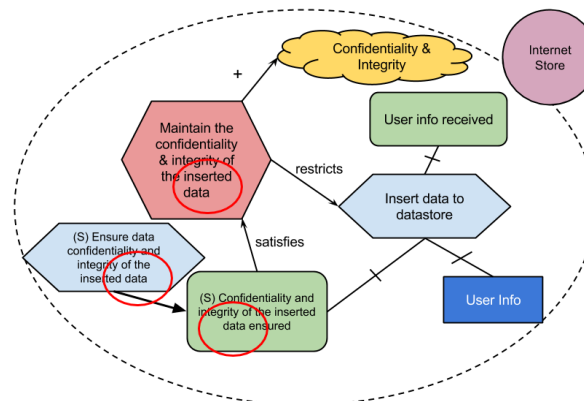 Confidentiality &
Integrity
Internet
Store
+
User info received
Maintain the
confidentiality
& integrity of
the inserted
data
restricts
Insert data to
datastore
(S) Ensure data
confidentiality and
integrity of the
inserted data
satisfies
(S) Confidentiality and
integrity of the inserted
data ensured
User Info